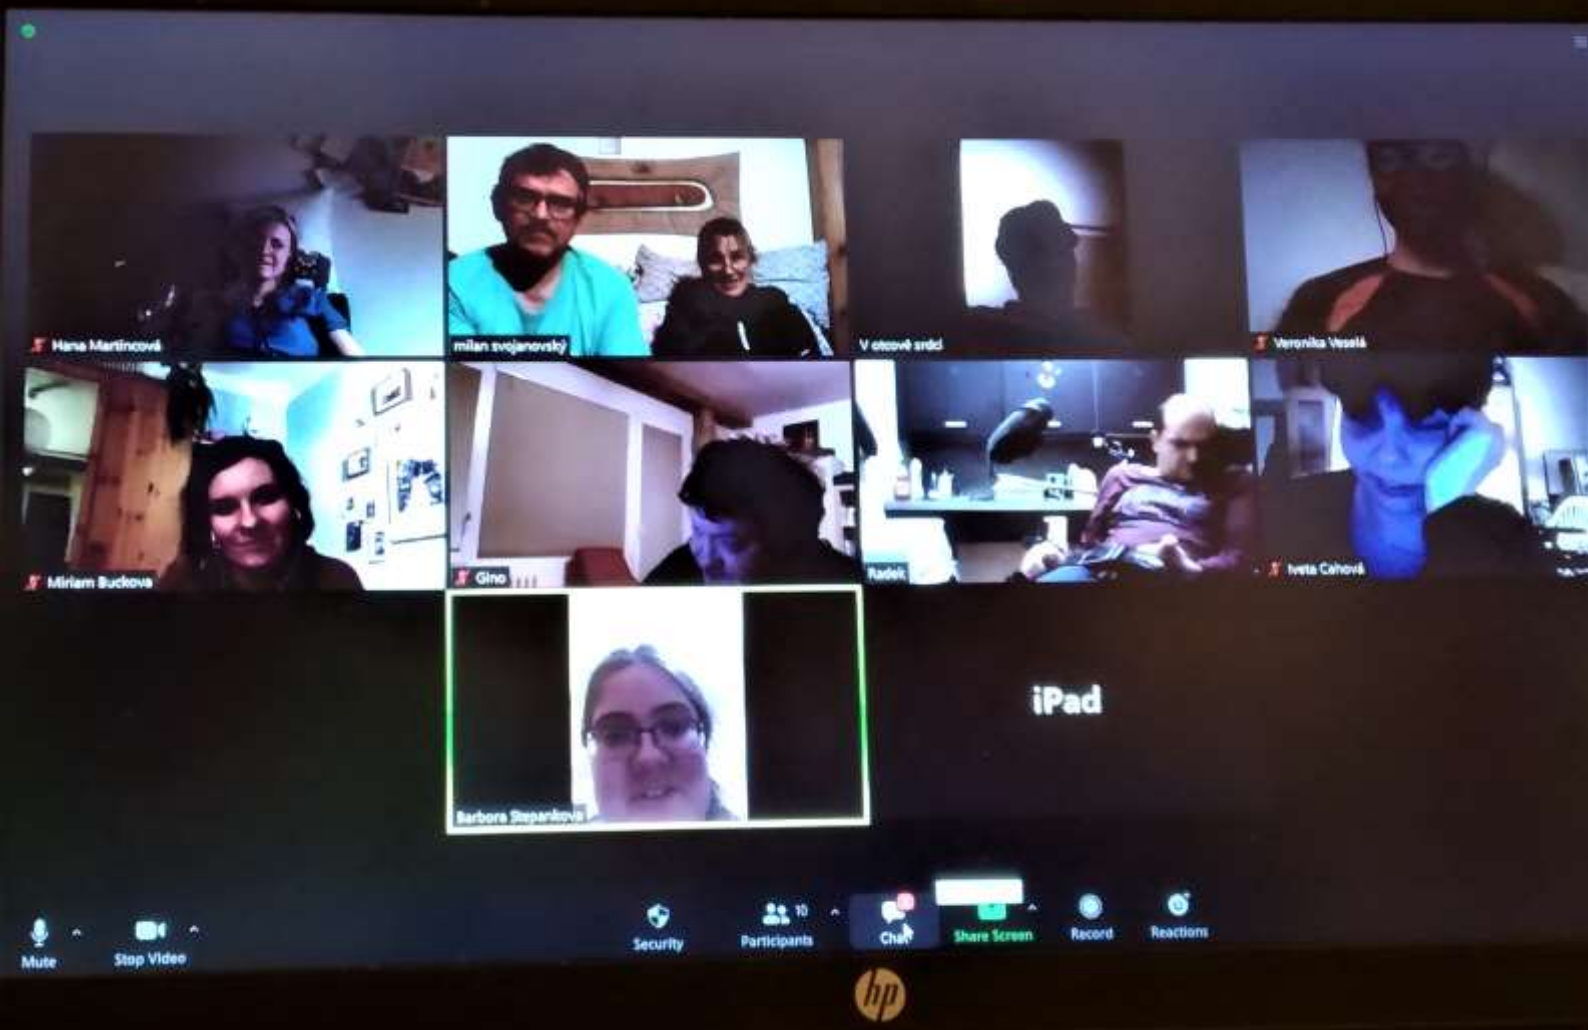 Hana Martincová
milan svojanovský
V otcově srdci
Veronika Veselá
Miriam Buckova
Gino
Radek
Iveta Cahová
Barbora Stepankova
iPad
Mute
Stop Video
Security
Participants
10
Chat
Share Screen
Record
Reactions
hp